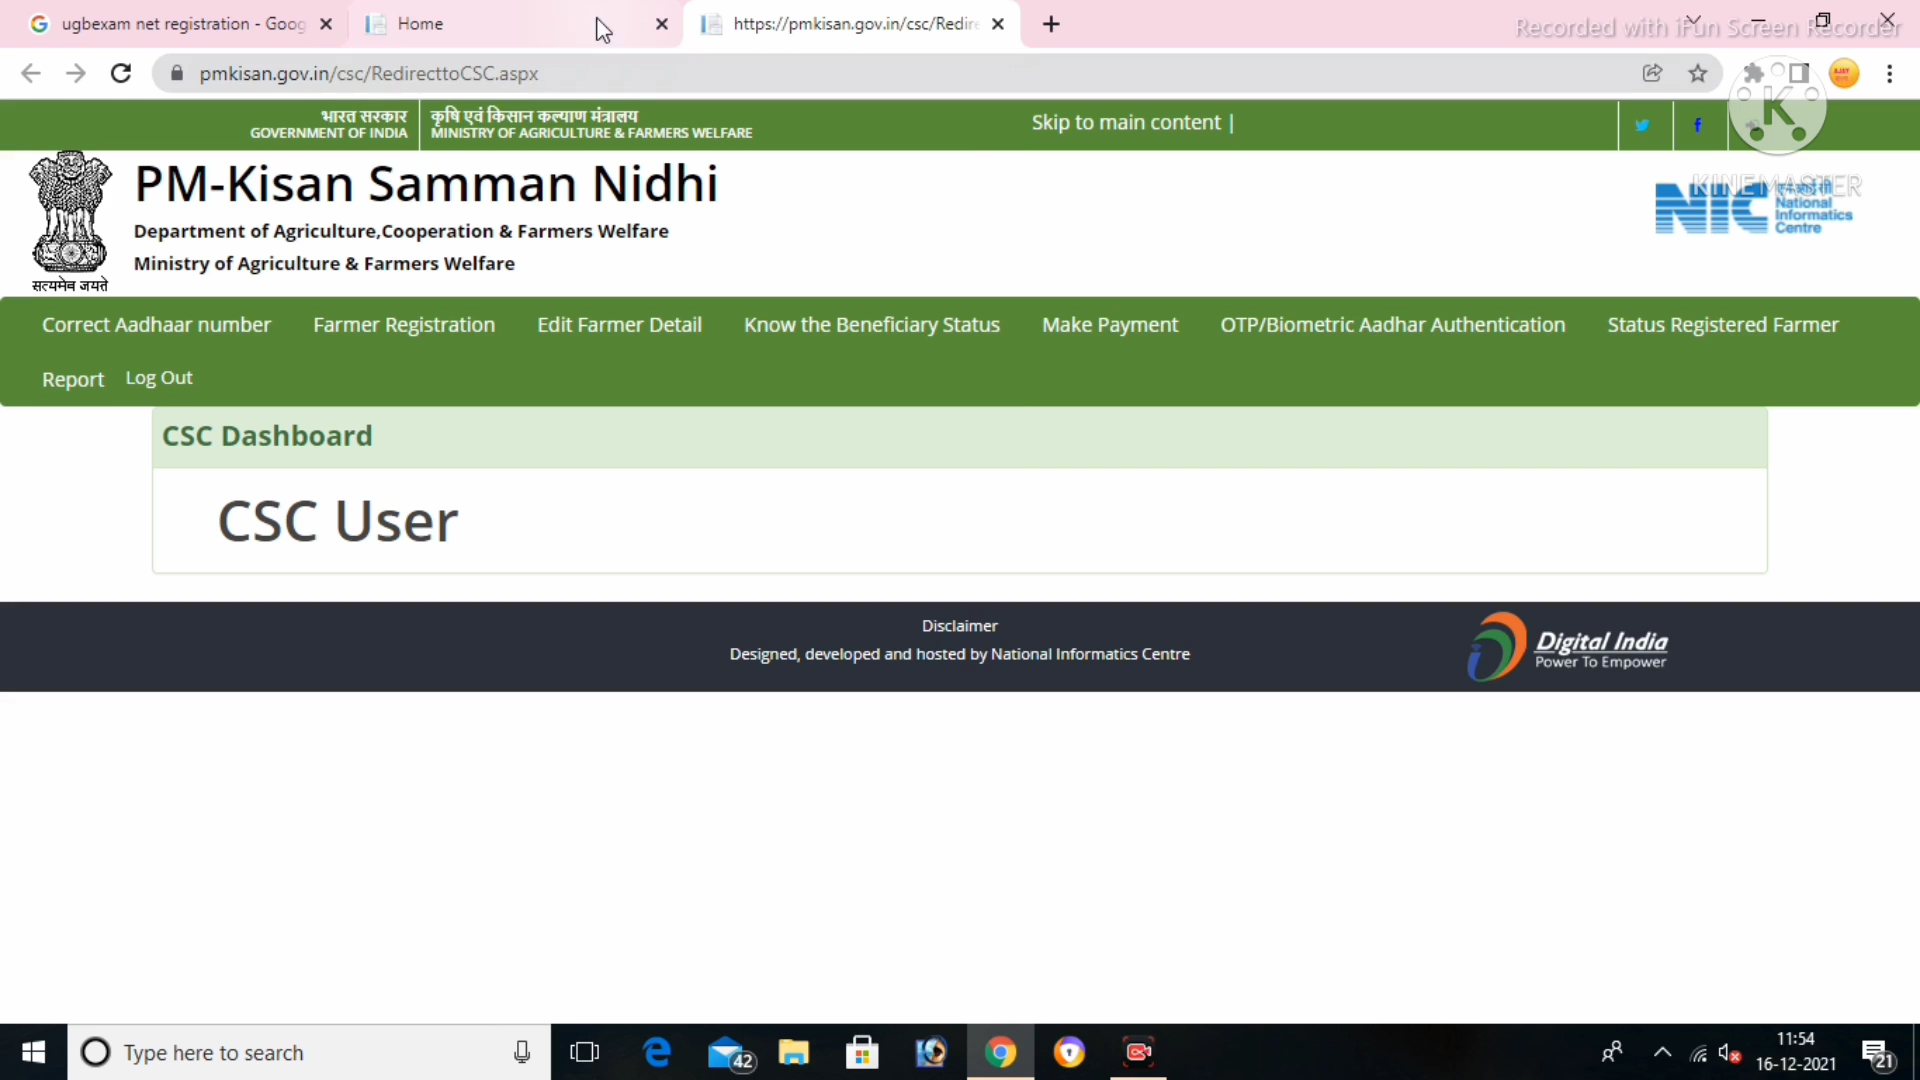 ugbexam net registration - Goog
Home
https://pmkisan.gov.in/csc/Redire
Recorded with iFun Screen Recorder
pmkisan.gov.in/csc/RedirecttoCSC.aspx
भारत सरकार
GOVERNMENT OF INDIA
कृषि एवं किसान कल्याण मंत्रालय
MINISTRY OF AGRICULTURE & FARMERS WELFARE
Skip to main content |
K
KINEMASTER
PM-Kisan Samman Nidhi
Department of Agriculture,Cooperation & Farmers Welfare
Ministry of Agriculture & Farmers Welfare
सत्यमेव जयते
NIC
National
Informatics
Centre
Correct Aadhaar number Farmer Registration Edit Farmer Detail Know the Beneficiary Status Make Payment OTP/Biometric Aadhar Authentication Status Registered Farmer
Report Log Out
CSC Dashboard
CSC User
Disclaimer
Designed, developed and hosted by National Informatics Centre
Digital India
Power To Empower
Type here to search
42
11:54
16-12-2021
21